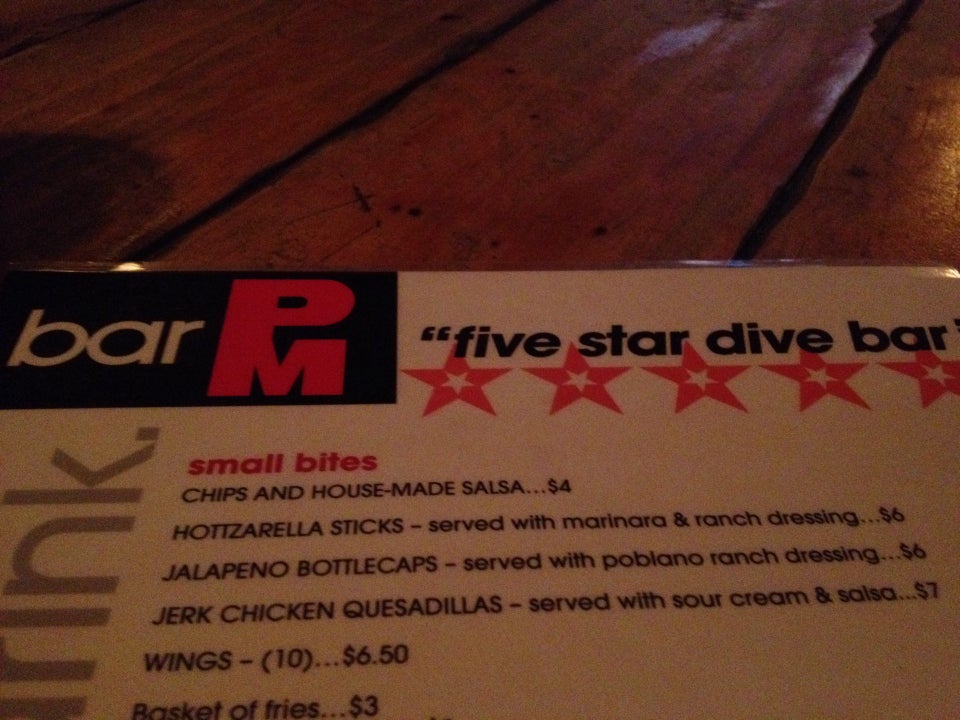 bar PM
"five star dive bar"
small bites
CHIPS AND HOUSE-MADE SALSA...$4
HOTTZARELLA STICKS – served with marinara & ranch dressing...$6
JALAPENO BOTTLECAPS – served with poblano ranch dressing...$6
JERK CHICKEN QUESADILLAS – served with sour cream & salsa...$7
WINGS – (10)...$6.50
Basket of fries...$3
rink.